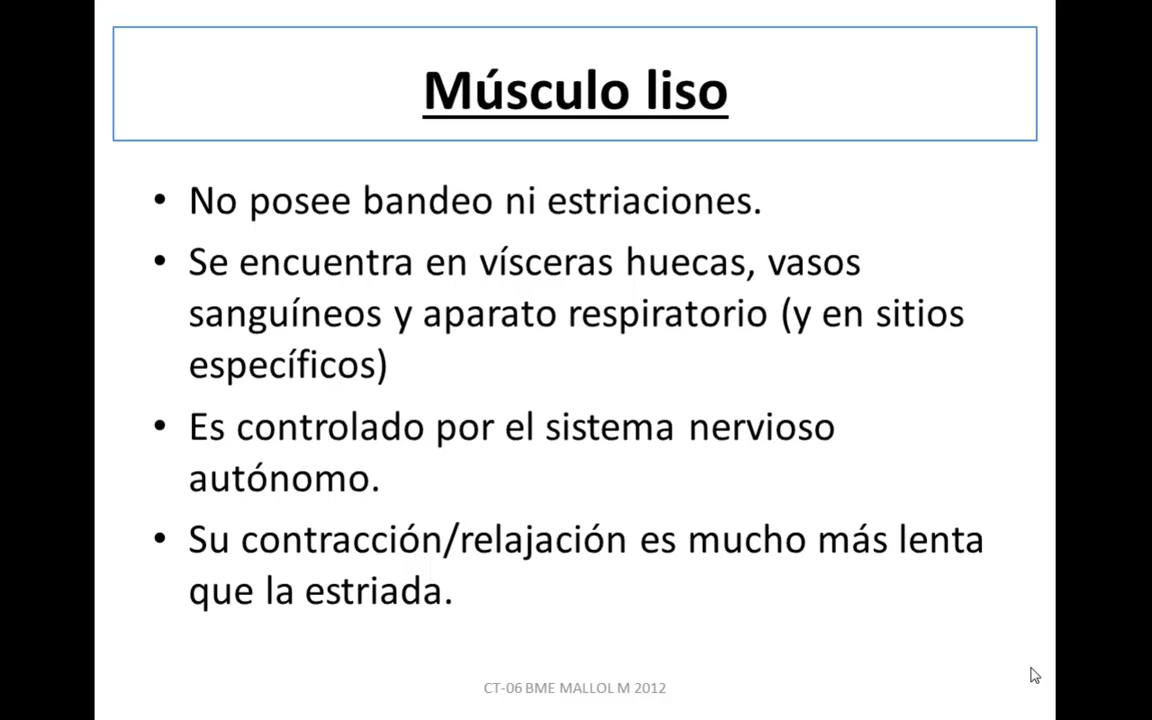 Músculo liso
• No posee bandeo ni estriaciones.
• Se encuentra en vísceras huecas, vasos
sanguíneos y aparato respiratorio (y en sitios
específicos)
• Es controlado por el sistema nervioso
autónomo.
• Su contracción/relajación es mucho más lenta
que la estriada.
CT-06 BME MALLOL M 2012